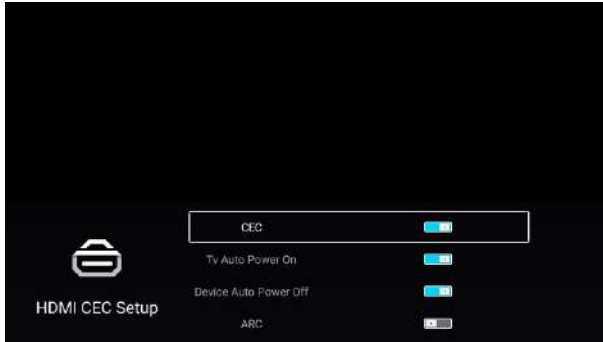 CEC
Tv Auto Power On
Device Auto Power Off
HDMI CEC Setup
ARC